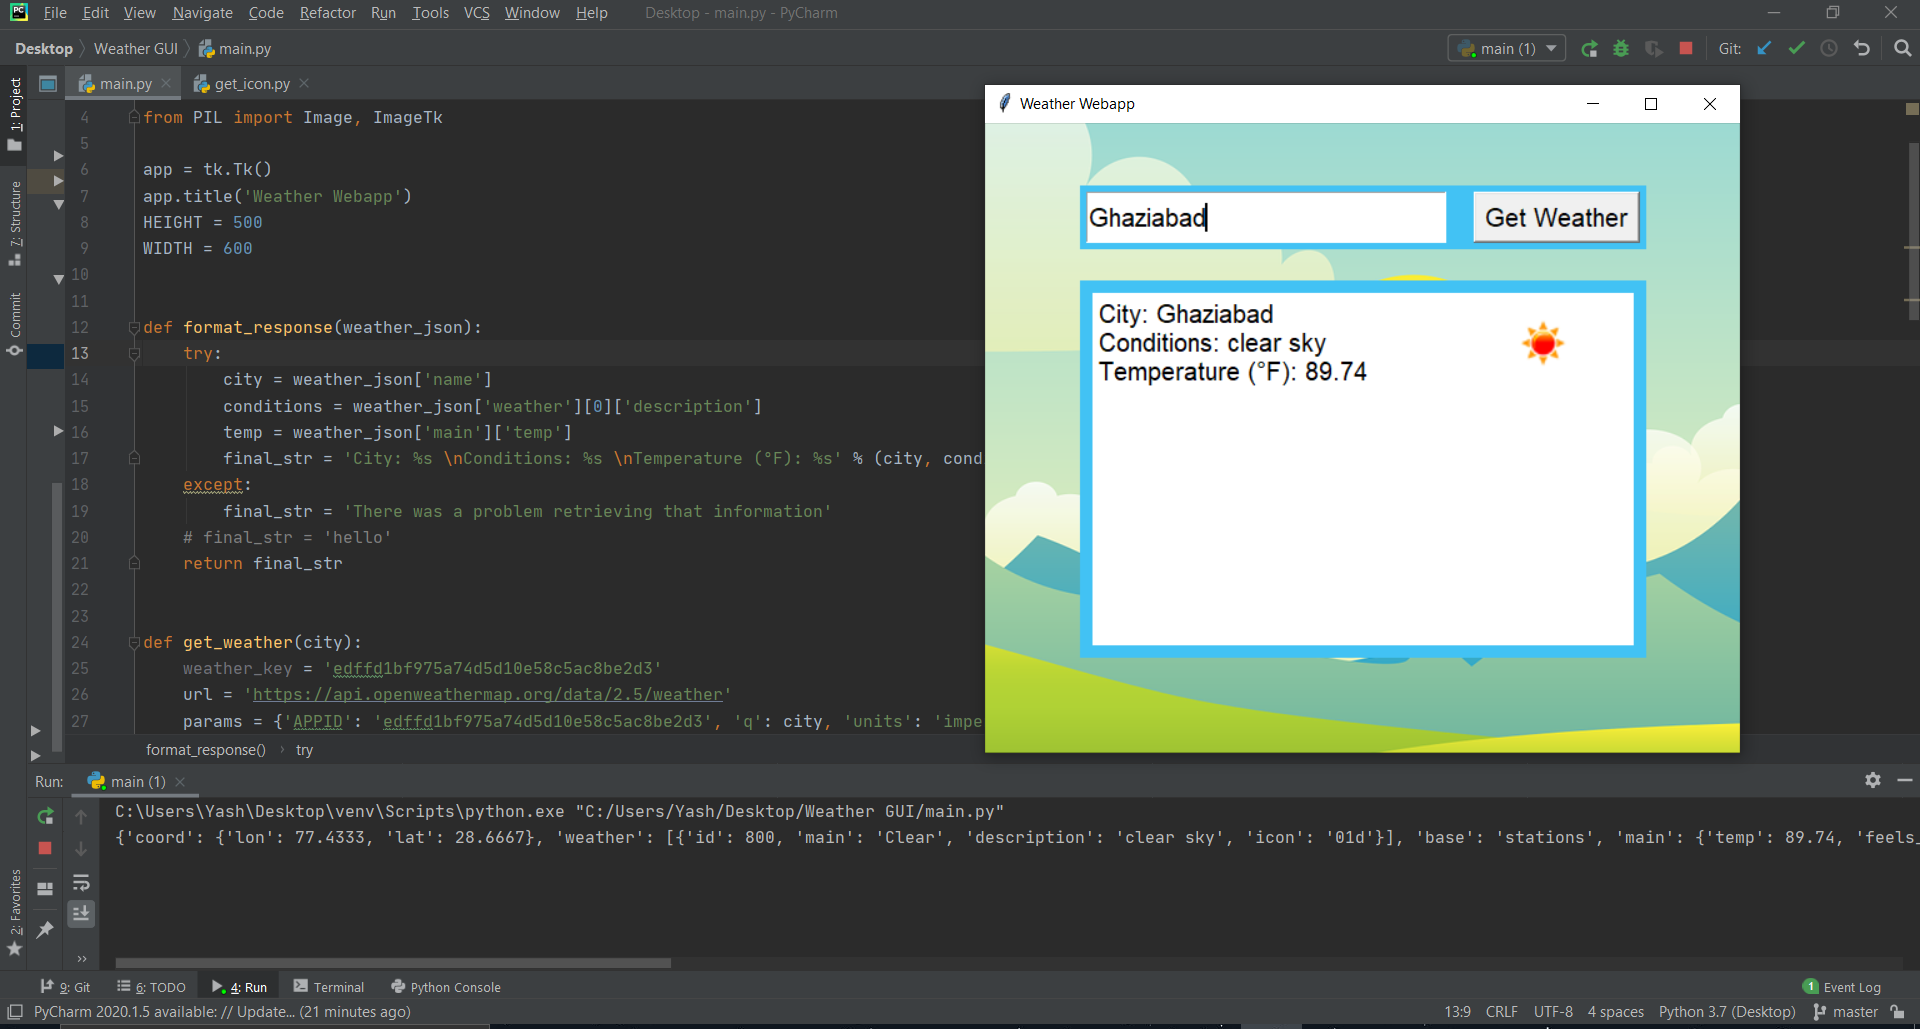 File Edit View Navigate Code Refactor Run Tools VCS Window Help Desktop - main.py - PyCharm
Desktop Weather GUI main.py main (1) Git:
main.py get_icon.py
1: Project
7: Structure
Commit
2: Favorites
4 from PIL import Image, ImageTk
5
6 app = tk.Tk()
7 app.title('Weather Webapp')
8 HEIGHT = 500
9 WIDTH = 600
10
11
12 def format_response(weather_json):
13 try:
14 city = weather_json['name']
15 conditions = weather_json['weather'][0]['description']
16 temp = weather_json['main']['temp']
17 final_str = 'City: %s \nConditions: %s \nTemperature (°F): %s' % (city, cond
18 except:
19 final_str = 'There was a problem retrieving that information'
20 # final_str = 'hello'
21 return final_str
22
23
24 def get_weather(city):
25 weather_key = 'edffd1bf975a74d5d10e58c5ac8be2d3'
26 url = 'https://api.openweathermap.org/data/2.5/weather'
27 params = {'APPID': 'edffd1bf975a74d5d10e58c5ac8be2d3', 'q': city, 'units': 'impe
format_response() try
Weather Webapp
Ghaziabad Get Weather
City: Ghaziabad
Conditions: clear sky
Temperature (°F): 89.74
Run: main (1)
C:\Users\Yash\Desktop\venv\Scripts\python.exe "C:/Users/Yash/Desktop/Weather GUI/main.py"
{'coord': {'lon': 77.4333, 'lat': 28.6667}, 'weather': [{'id': 800, 'main': 'Clear', 'description': 'clear sky', 'icon': '01d'}], 'base': 'stations', 'main': {'temp': 89.74, 'feels_
9: Git 6: TODO 4: Run Terminal Python Console 1 Event Log
PyCharm 2020.1.5 available: // Update... (21 minutes ago) 13:9 CRLF UTF-8 4 spaces Python 3.7 (Desktop) master